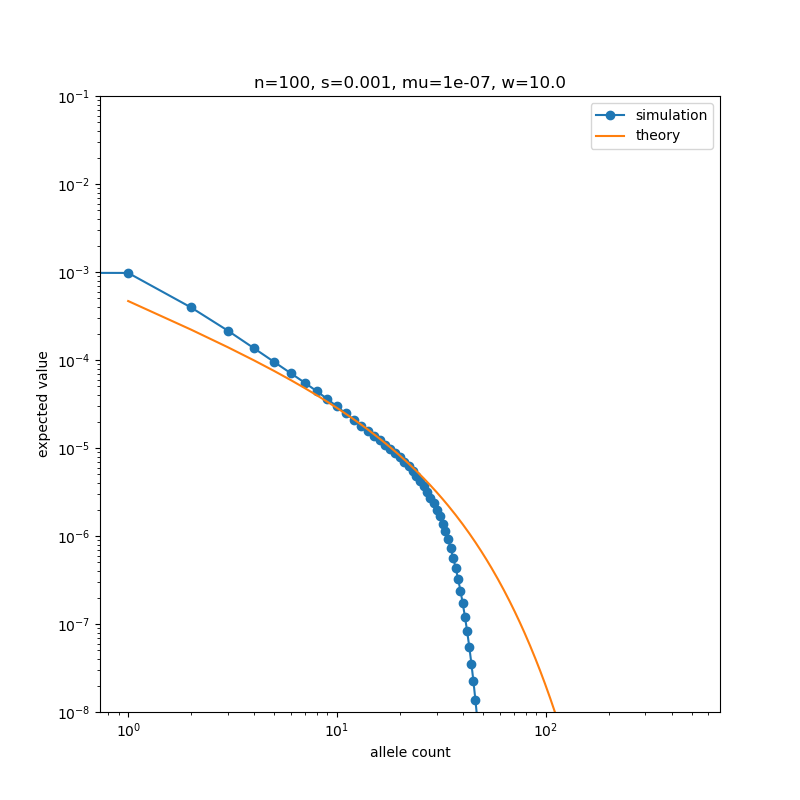 n=100, s=0.001, mu=1e-07, w=10.0
simulation
theory
10⁻¹
10⁻²
10⁻³
10⁻⁴
10⁻⁵
10⁻⁶
10⁻⁷
10⁻⁸
expected value
10⁰ 10¹ 10²
allele count